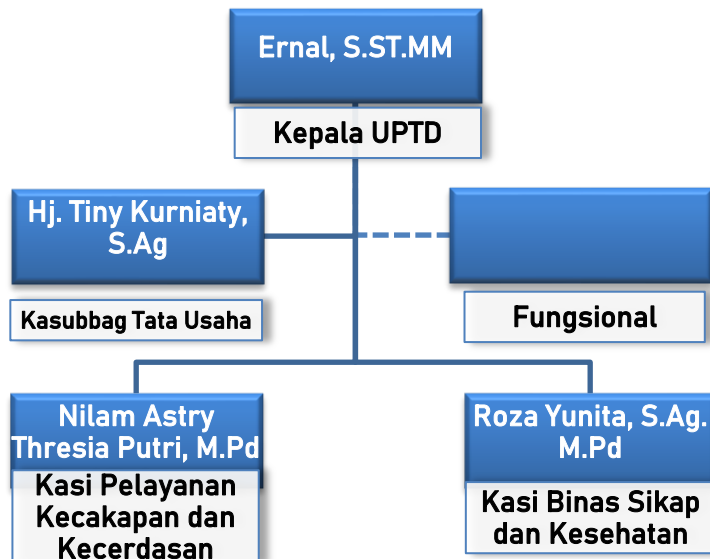 Ernal, S.ST.MM
Kepala UPTD
Hj. Tiny Kurniaty,
S.Ag
Kasubbag Tata Usaha
Fungsional
Nilam Astry
Thresia Putri, M.Pd
Kasi Pelayanan
Kecakapan dan
Kecerdasan
Roza Yunita, S.Ag.
M.Pd
Kasi Binas Sikap
dan Kesehatan